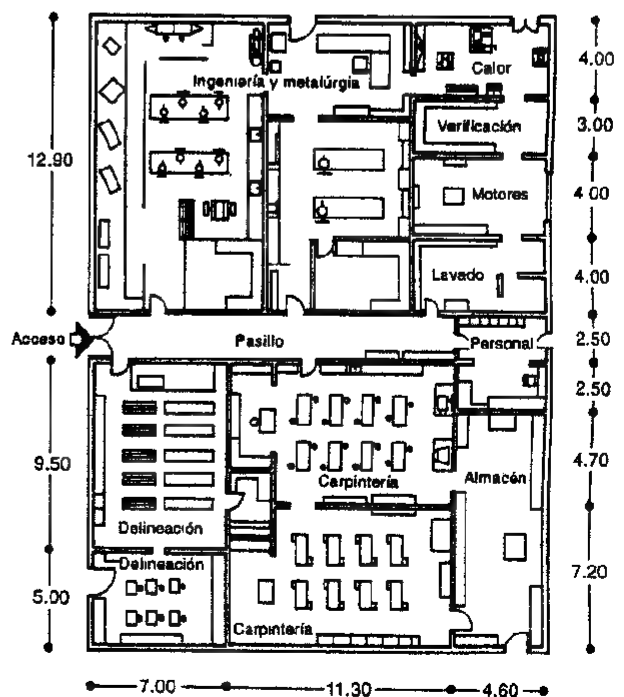 4.00
Calor
Ingeniería y metalúrgia
Verificación
3.00
12.90
Motores
4.00
Lavado
4.00
Acceso
Pasillo
Personal
2.50
2.50
9.50
4.70
Carpintería
Almacén
Delineación
Delineación
7.20
5.00
Carpintería
7.00
11.30
4.60